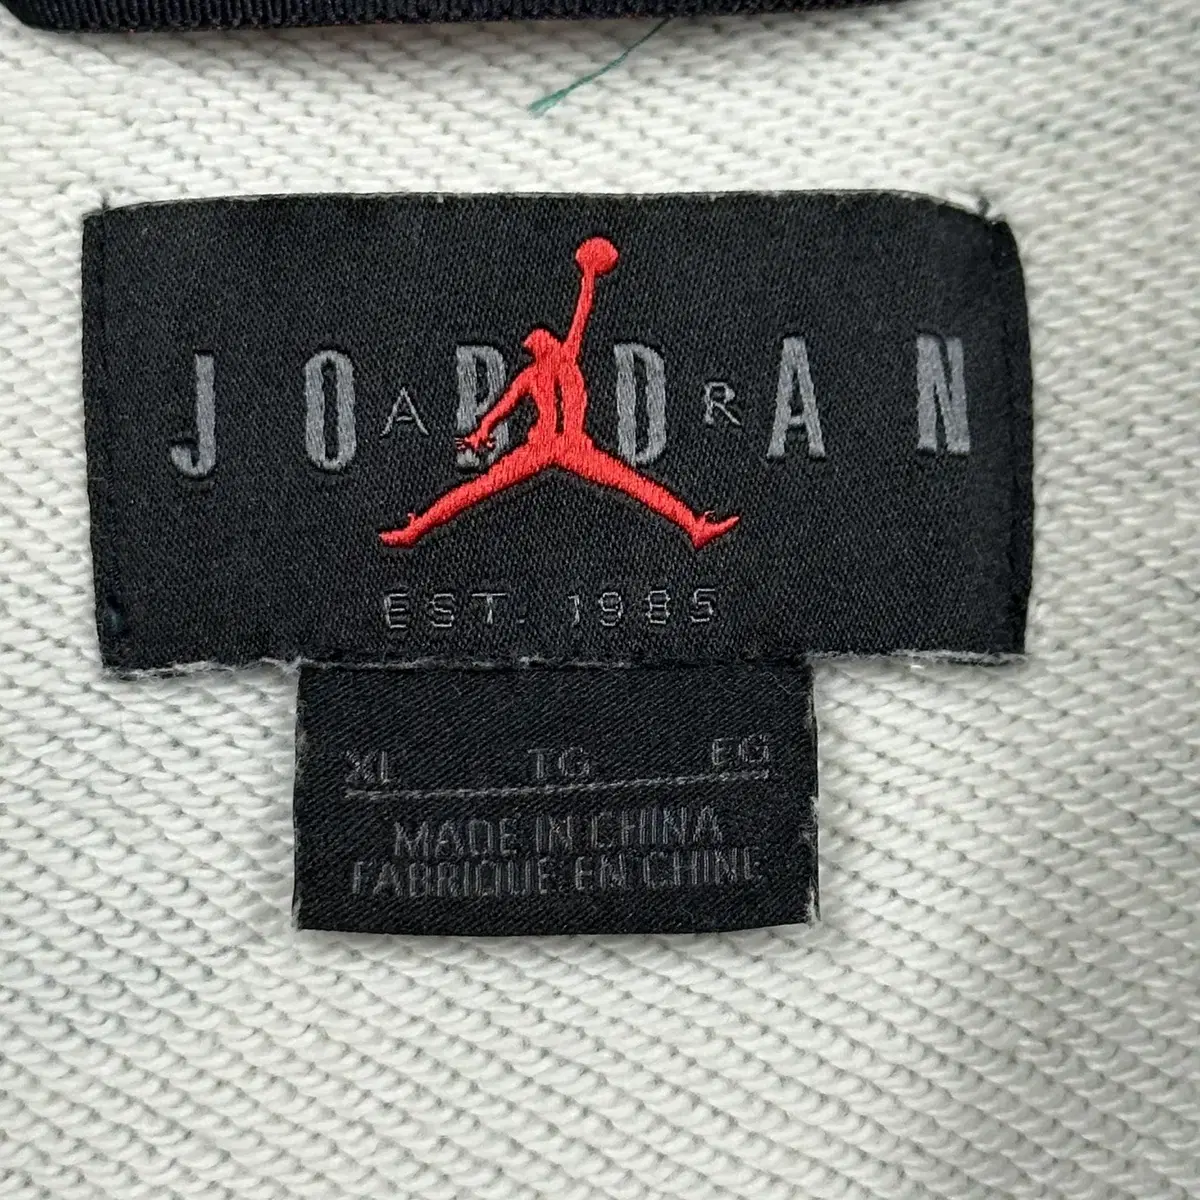 JORDAN
AIR
EST. 1985
XL TG EG
MADE IN CHINA
FABRIQUE EN CHINE